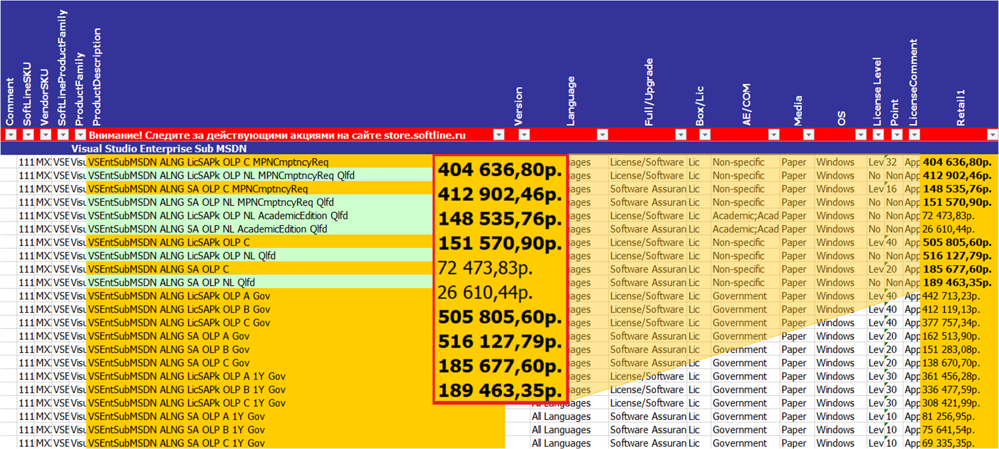 Comment SoftLineSKU VendorSKU SoftLineProductFamily ProductFamily ProductDescription Version Language Full/Upgrade Box/Lic AE/COM Media OS License Level Point LicenseComment Retail1
Внимание! Следите за действующими акциями на сайте store.softline.ru
Visual Studio Enterprise Sub MSDN
111 MX VSE Visu VSEntSubMSDN ALNG LicSAPk OLP C MPNCmptncyReq uages License/Software Lic Non-specific Paper Windows Lev 32 App 404 636,80р.
111 MX VSE Visu VSEntSubMSDN ALNG LicSAPk OLP NL MPNCmptncyReq Qlfd uages License/Software Lic Non-specific Paper Windows No Non App 412 902,46р.
111 MX VSE Visu VSEntSubMSDN ALNG SA OLP C MPNCmptncyReq uages Software Assuran Lic Non-specific Paper Windows Lev 16 App 148 535,76р.
111 MX VSE Visu VSEntSubMSDN ALNG SA OLP NL MPNCmptncyReq Qlfd uages Software Assuran Lic Non-specific Paper Windows No Non App 151 570,90р.
111 MX VSE Visu VSEntSubMSDN ALNG LicSAPk OLP NL AcademicEdition Qlfd uages License/Software Lic Academic;Acad Paper Windows No Non App 72 473,83р.
111 MX VSE Visu VSEntSubMSDN ALNG SA OLP NL AcademicEdition Qlfd uages Software Assuran Lic Academic;Acad Paper Windows No Non App 26 610,44р.
111 MX VSE Visu VSEntSubMSDN ALNG LicSAPk OLP C uages License/Software Lic Non-specific Paper Windows Lev 40 App 505 805,60р.
111 MX VSE Visu VSEntSubMSDN ALNG LicSAPk OLP NL Qlfd uages License/Software Lic Non-specific Paper Windows No Non App 516 127,79р.
111 MX VSE Visu VSEntSubMSDN ALNG SA OLP C uages Software Assuran Lic Non-specific Paper Windows Lev 20 App 185 677,60р.
111 MX VSE Visu VSEntSubMSDN ALNG SA OLP NL Qlfd uages Software Assuran Lic Non-specific Paper Windows No Non App 189 463,35р.
111 MX VSE Visu VSEntSubMSDN ALNG LicSAPk OLP A Gov uages License/Software Lic Government Paper Windows Lev 40 App 442 713,23р.
111 MX VSE Visu VSEntSubMSDN ALNG LicSAPk OLP B Gov uages License/Software Lic Government Paper Windows Lev 40 App 412 119,13р.
111 MX VSE Visu VSEntSubMSDN ALNG LicSAPk OLP C Gov uages License/Software Lic Government Paper Windows Lev 40 App 377 757,34р.
111 MX VSE Visu VSEntSubMSDN ALNG SA OLP A Gov uages Software Assuran Lic Government Paper Windows Lev 20 App 162 513,90р.
111 MX VSE Visu VSEntSubMSDN ALNG SA OLP B Gov uages Software Assuran Lic Government Paper Windows Lev 20 App 151 283,08р.
111 MX VSE Visu VSEntSubMSDN ALNG SA OLP C Gov uages Software Assuran Lic Government Paper Windows Lev 20 App 138 670,70р.
111 MX VSE Visu VSEntSubMSDN ALNG LicSAPk OLP A 1Y Gov uages License/Software Lic Government Paper Windows Lev 30 App 361 456,28р.
111 MX VSE Visu VSEntSubMSDN ALNG LicSAPk OLP B 1Y Gov uages License/Software Lic Government Paper Windows Lev 30 App 336 477,59р.
111 MX VSE Visu VSEntSubMSDN ALNG LicSAPk OLP C 1Y Gov All Languages License/Software Lic Government Paper Windows Lev 30 App 308 421,99р.
111 MX VSE Visu VSEntSubMSDN ALNG SA OLP A 1Y Gov All Languages Software Assuran Lic Government Paper Windows Lev 10 App 81 256,95р.
111 MX VSE Visu VSEntSubMSDN ALNG SA OLP B 1Y Gov All Languages Software Assuran Lic Government Paper Windows Lev 10 App 75 641,54р.
111 MX VSE Visu VSEntSubMSDN ALNG SA OLP C 1Y Gov All Languages Software Assuran Lic Government Paper Windows Lev 10 App 69 335,35р.
404 636,80р.
412 902,46р.
148 535,76р.
151 570,90р.
72 473,83р.
26 610,44р.
505 805,60р.
516 127,79р.
185 677,60р.
189 463,35р.